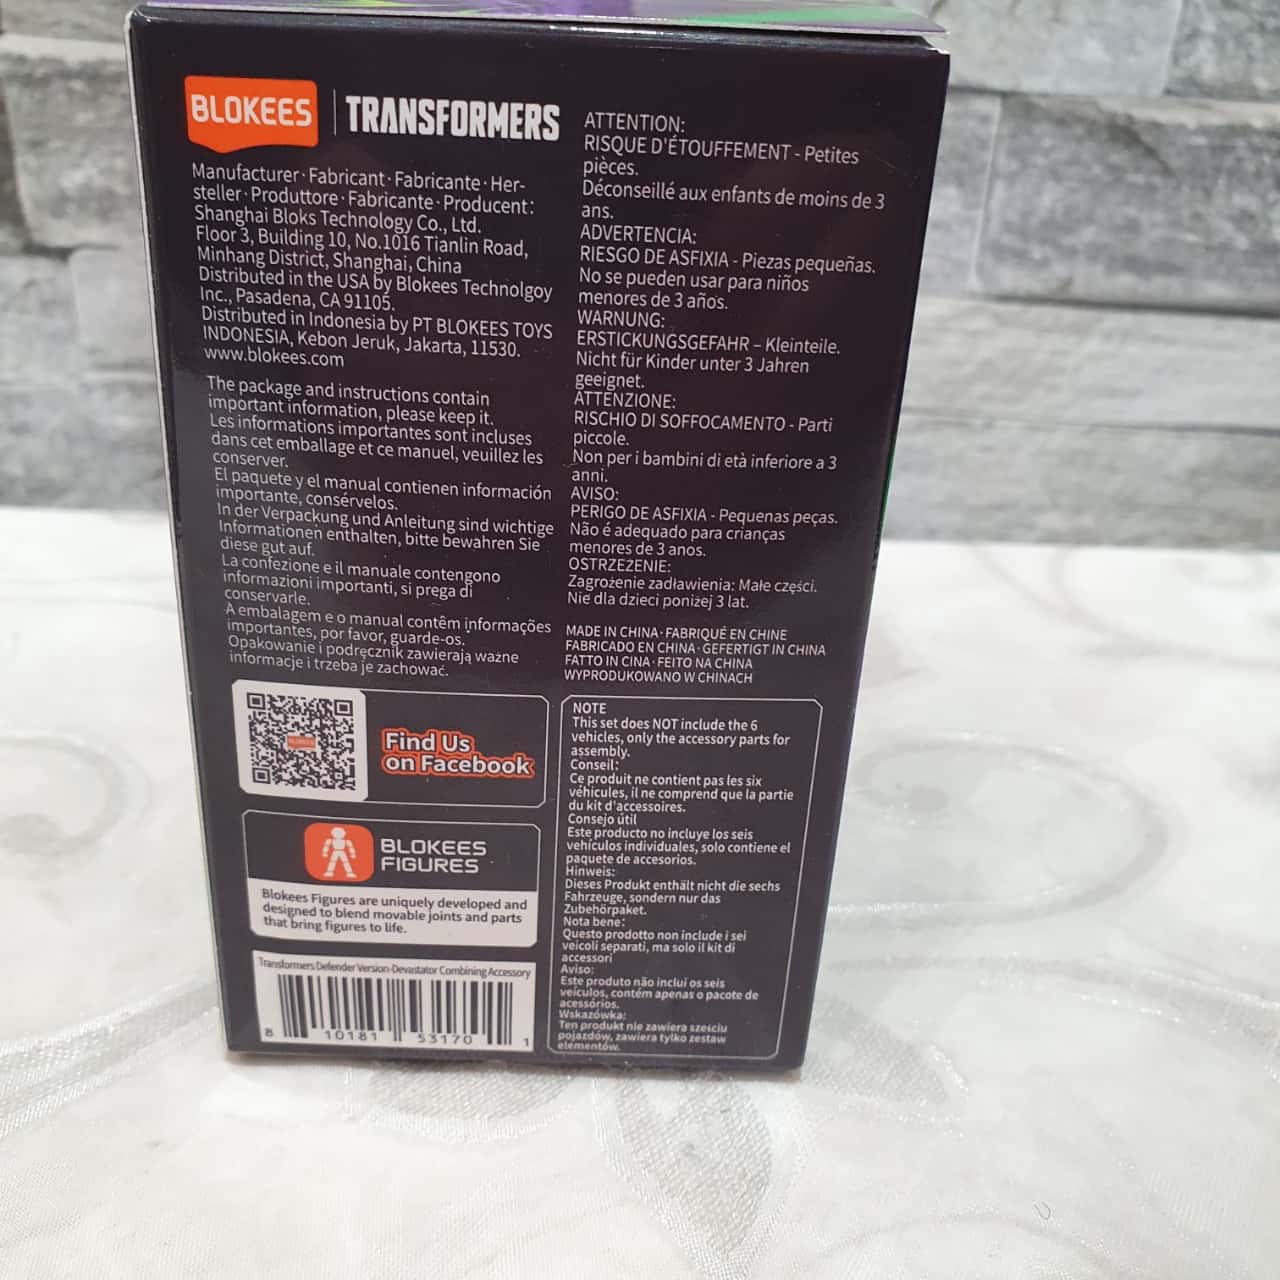 BLOKEES | TRANSFORMERS
Manufacturer · Fabricant · Fabricante · Her-
steller · Produttore · Fabricante · Producent:
Shanghai Bloks Technology Co., Ltd.
Floor 3, Building 10, No.1016 Tianlin Road,
Minhang District, Shanghai, China
Distributed in the USA by Blokees Technolgoy
Inc., Pasadena, CA 91105.
Distributed in Indonesia by PT BLOKEES TOYS
INDONESIA, Kebon Jeruk, Jakarta, 11530.
www.blokees.com
The package and instructions contain
important information, please keep it.
Les informations importantes sont incluses
dans cet emballage et ce manuel, veuillez les
conserver.
El paquete y el manual contienen información
importante, consérvelos.
In der Verpackung und Anleitung sind wichtige
Informationen enthalten, bitte bewahren Sie
diese gut auf.
La confezione e il manuale contengono
informazioni importanti, si prega di
conservarle.
A embalagem e o manual contêm informações
importantes, por favor, guarde-os.
Opakowanie i podręcznik zawierają ważne
informacje i trzeba je zachować.
BLOKEES
Find Us
on Facebook
BLOKEES
FIGURES
Blokees Figures are uniquely developed and
designed to blend movable joints and parts
that bring figures to life.
Transformers Defender Version-Devastator Combining Accessory
8 10181 53170 1
ATTENTION:
RISQUE D'ÉTOUFFEMENT - Petites
pièces.
Déconseillé aux enfants de moins de 3
ans.
ADVERTENCIA:
RIESGO DE ASFIXIA - Piezas pequeñas.
No se pueden usar para niños
menores de 3 años.
WARNUNG:
ERSTICKUNGSGEFAHR – Kleinteile.
Nicht für Kinder unter 3 Jahren
geeignet.
ATTENZIONE:
RISCHIO DI SOFFOCAMENTO - Parti
piccole.
Non per i bambini di età inferiore a 3
anni.
AVISO:
PERIGO DE ASFIXIA - Pequenas peças.
Não é adequado para crianças
menores de 3 anos.
OSTRZEŻENIE:
Zagrożenie zadławienia: Małe części.
Nie dla dzieci poniżej 3 lat.
MADE IN CHINA · FABRIQUÉ EN CHINE
FABRICADO EN CHINA · GEFERTIGT IN CHINA
FATTO IN CINA · FEITO NA CHINA
WYPRODUKOWANO W CHINACH
NOTE
This set does NOT include the 6
vehicles, only the accessory parts for
assembly.
Conseil:
Ce produit ne contient pas les six
véhicules, il ne comprend que la partie
du kit d'accessoires.
Consejo útil
Este producto no incluye los seis
vehículos individuales, solo contiene el
paquete de accesorios.
Hinweis:
Dieses Produkt enthält nicht die sechs
Fahrzeuge, sondern nur das
Zubehörpaket.
Nota bene:
Questo prodotto non include i sei
veicoli separati, ma solo il kit di
accessori
Aviso:
Este produto não inclui os seis
veículos, contém apenas o pacote de
acessórios.
Wskazówka:
Ten produkt nie zawiera sześciu
pojazdów, zawiera tylko zestaw
elementów.